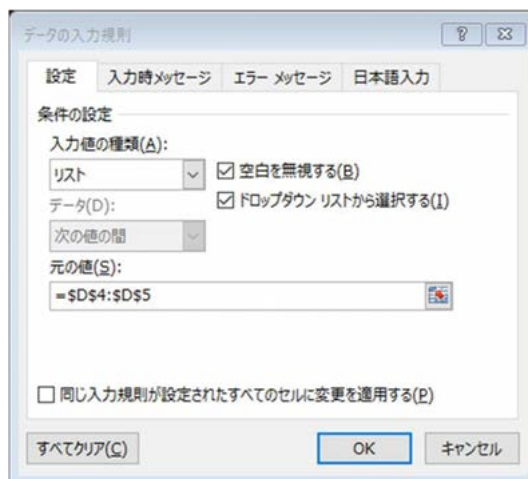 データの入力規則
設定 入力時メッセージ エラー メッセージ 日本語入力
条件の設定
入力値の種類(A):
リスト ☑ 空白を無視する(B)
データ(D): ☑ ドロップダウン リストから選択する(I)
次の値の間
元の値(S):
=$D$4:$D$5
□ 同じ入力規則が設定されたすべてのセルに変更を適用する(P)
すべてクリア(C) OK キャンセル